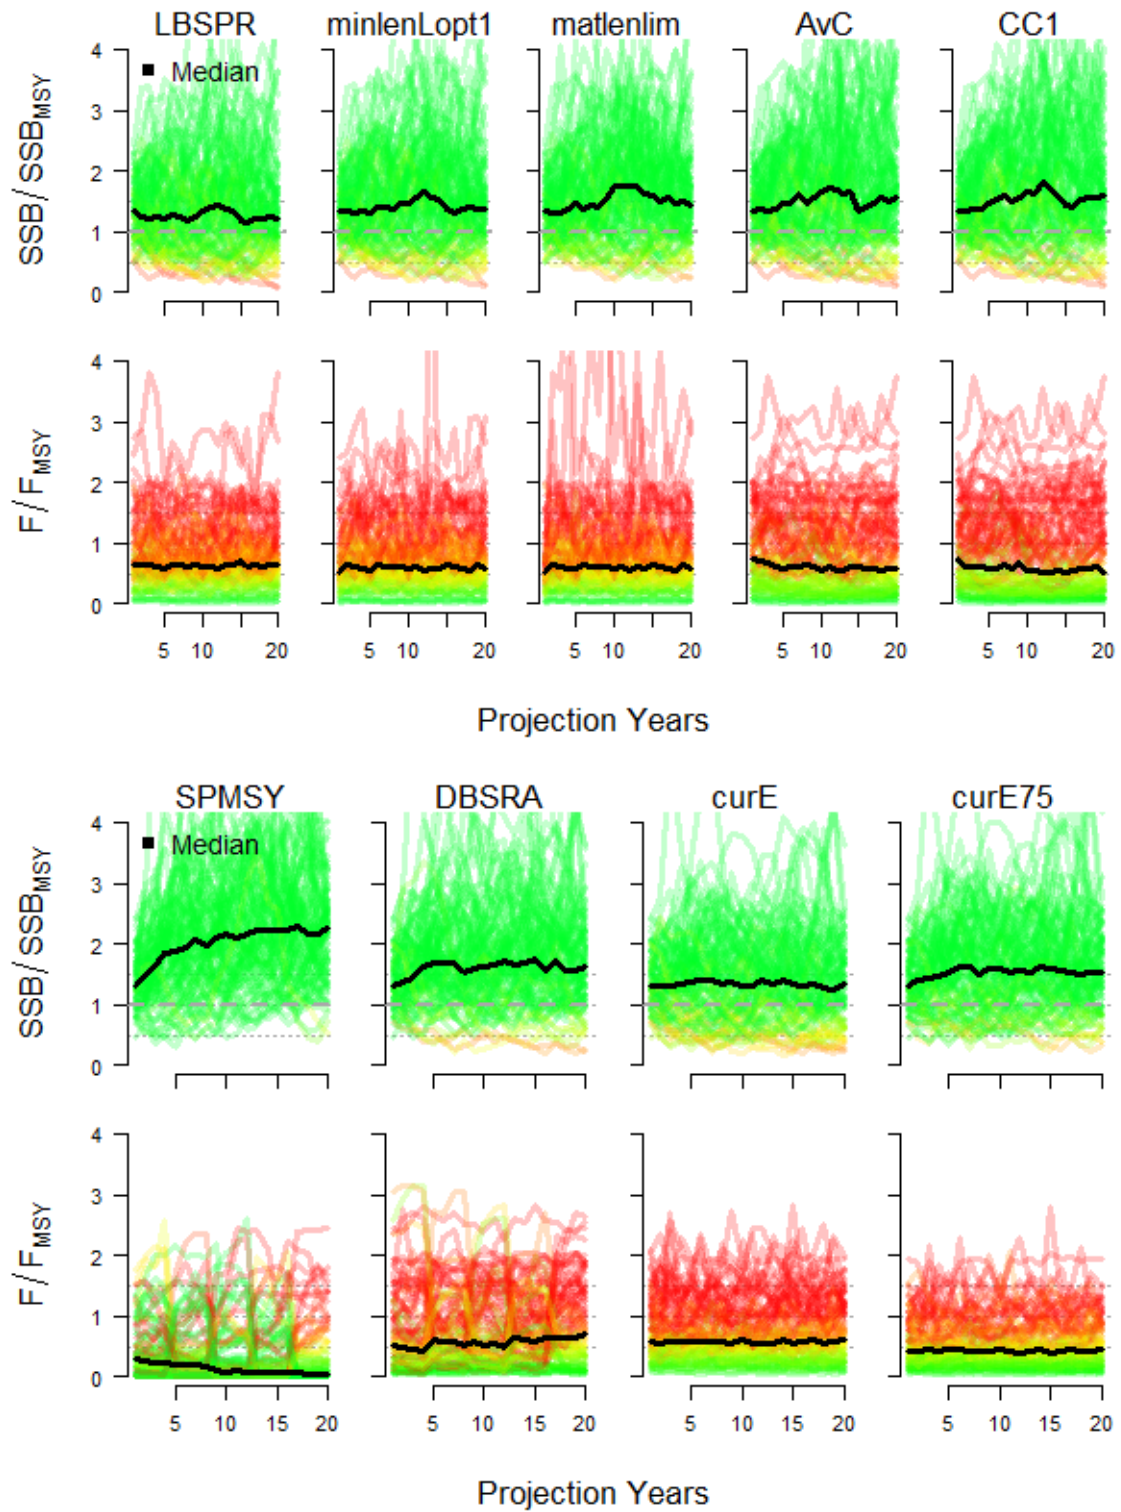 LBSPR minlenLopt1 matlenlim AvC CC1
SSB / SSBMSY
4
3
2
1
0
Median
F / FMSY
4
3
2
1
0
5 10 20 5 10 20 5 10 20 5 10 20 5 10 20
Projection Years
SPMSY DBSRA curE curE75
SSB / SSBMSY
4
3
2
1
0
Median
F / FMSY
4
3
2
1
0
5 10 15 20 5 10 15 20 5 10 15 20 5 10 15 20
Projection Years